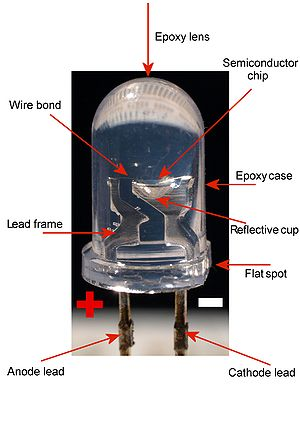 Epoxy lens
Semiconductor
chip
Wire bond
Epoxy case
Lead frame
Reflective cup
Flat spot
+
−
Anode lead
Cathode lead